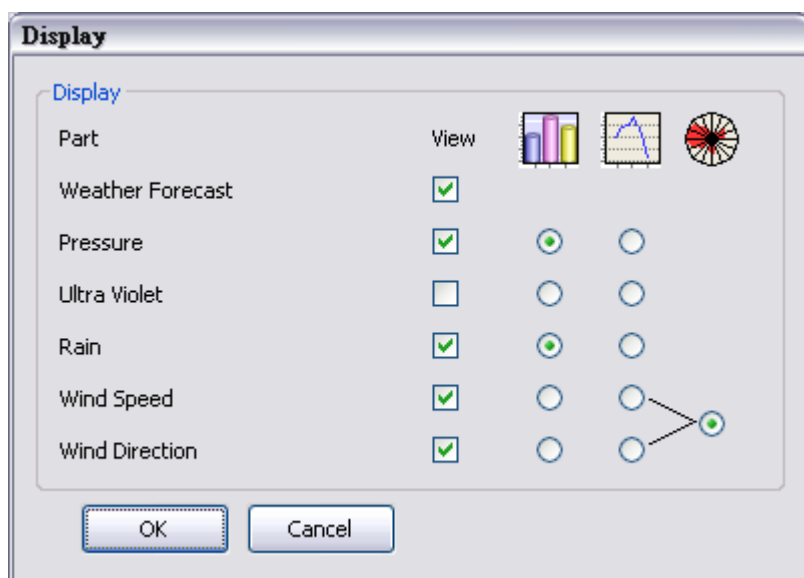 Display
Display
Part View
Weather Forecast
Pressure
Ultra Violet
Rain
Wind Speed
Wind Direction
OK Cancel